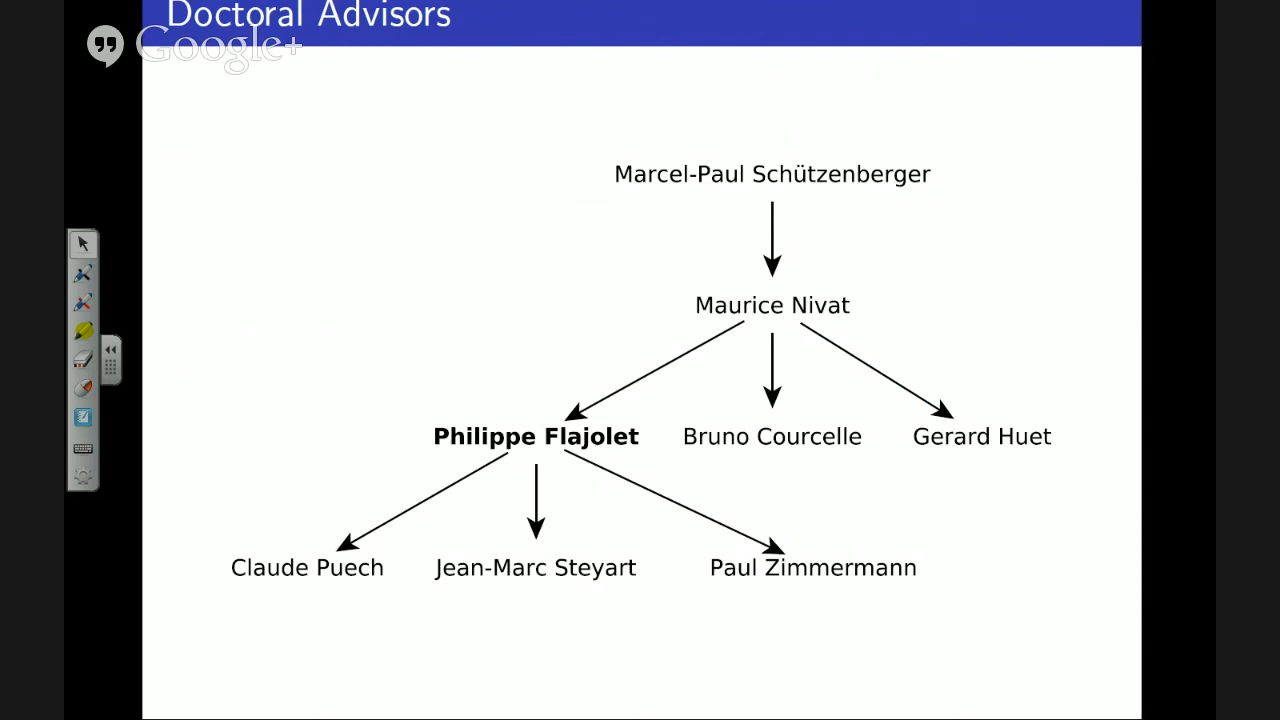 Doctoral Advisors
Google+
Marcel-Paul Schützenberger
Maurice Nivat
Philippe Flajolet Bruno Courcelle Gerard Huet
Claude Puech Jean-Marc Steyart Paul Zimmermann